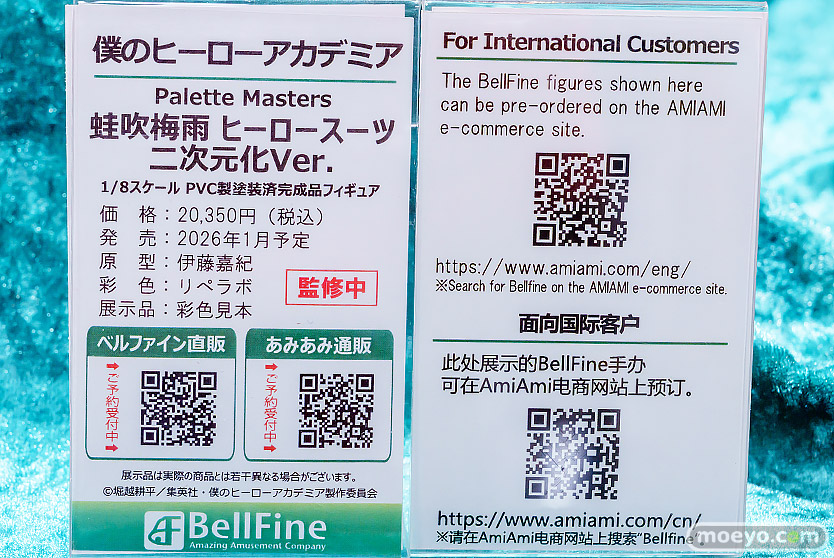 僕のヒーローアカデミア
Palette Masters
蛙吹梅雨 ヒーロースーツ
二次元化Ver.
1/8スケール PVC製塗装済完成品フィギュア
価　格：20,350円（税込）
発　売：2026年1月予定
原　型：伊藤嘉紀
彩　色：リペラボ
展示品：彩色見本
監修中
ベルファイン直販
ご予約受付中
あみあみ通販
ご予約受付中
展示品は実際の商品とは若干異なる場合がございます。
©堀越耕平／集英社・僕のヒーローアカデミア製作委員会
BellFine
Amazing Amusement Company
For International Customers
The BellFine figures shown here
can be pre-ordered on the AMIAMI
e-commerce site.
https://www.amiami.com/eng/
※Search for Bellfine on the AMIAMI e-commerce site.
面向国际客户
此处展示的BellFine手办
可在AmiAmi电商网站上预订。
https://www.amiami.com/cn/
※请在AmiAmi电商网站上搜索“Bellfine”
moeyo.com